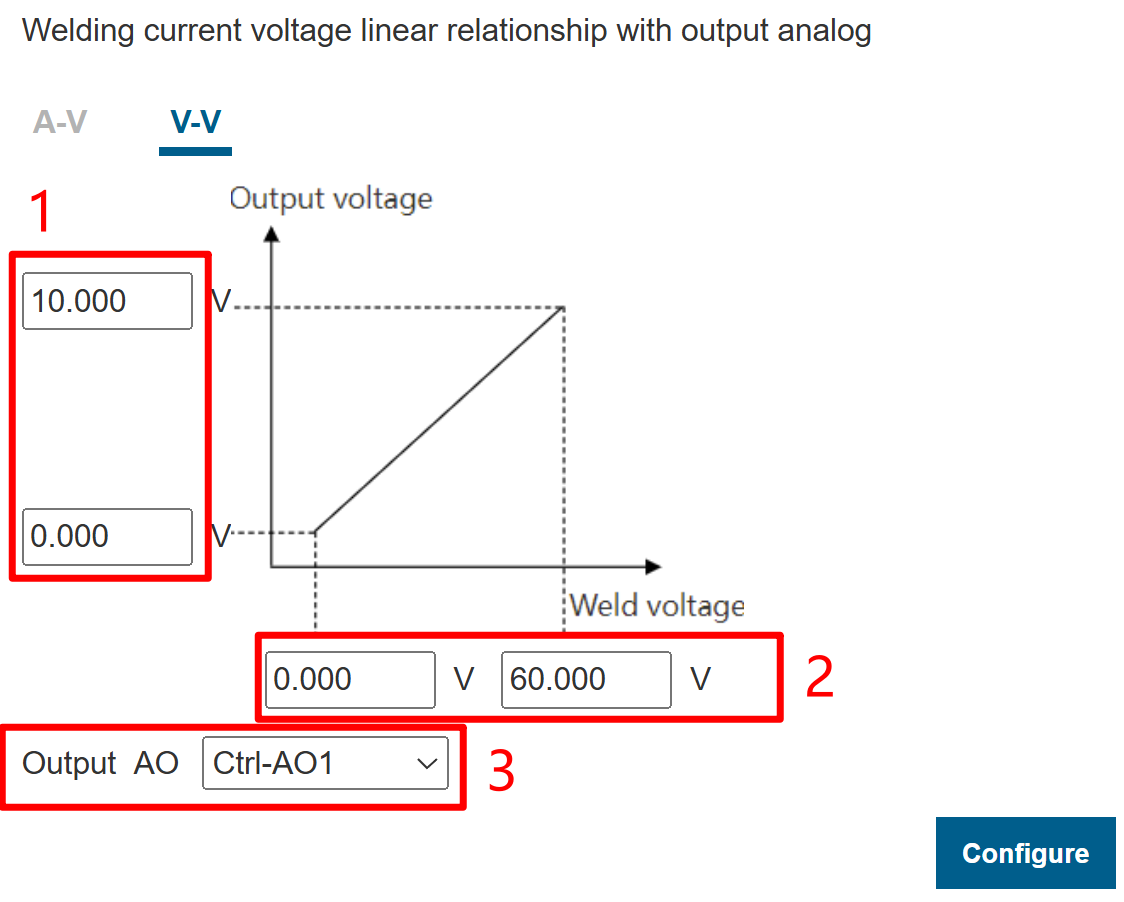 Welding current voltage linear relationship with output analog
A-V V-V
1
Output voltage
10.000 V
0.000 V
Weld voltage
0.000 V 60.000 V
2
Output AO Ctrl-AO1
3
Configure